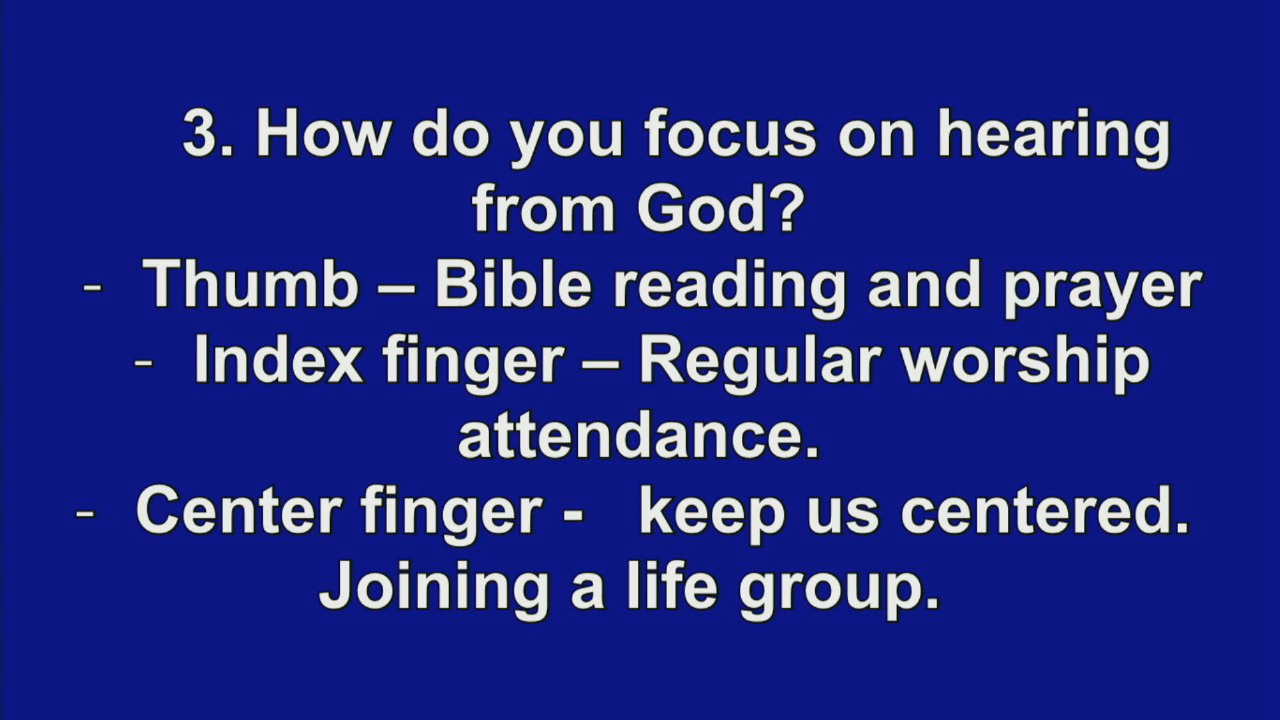 3. How do you focus on hearing
from God?
- Thumb – Bible reading and prayer
- Index finger – Regular worship
attendance.
- Center finger -   keep us centered.
Joining a life group.